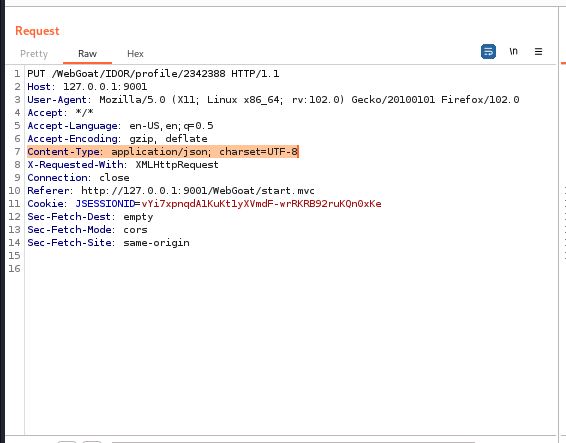 Request
Pretty Raw Hex
\n
1 PUT /WebGoat/IDOR/profile/2342388 HTTP/1.1
2 Host: 127.0.0.1:9001
3 User-Agent: Mozilla/5.0 (X11; Linux x86_64; rv:102.0) Gecko/20100101 Firefox/102.0
4 Accept: */*
5 Accept-Language: en-US,en;q=0.5
6 Accept-Encoding: gzip, deflate
7 Content-Type: application/json; charset=UTF-8
8 X-Requested-With: XMLHttpRequest
9 Connection: close
10 Referer: http://127.0.0.1:9001/WebGoat/start.mvc
11 Cookie: JSESSIONID=vYi7xpnqdA1KuKt1yXVmdF-wrRKRB92ruKQn0xKe
12 Sec-Fetch-Dest: empty
13 Sec-Fetch-Mode: cors
14 Sec-Fetch-Site: same-origin
15
16